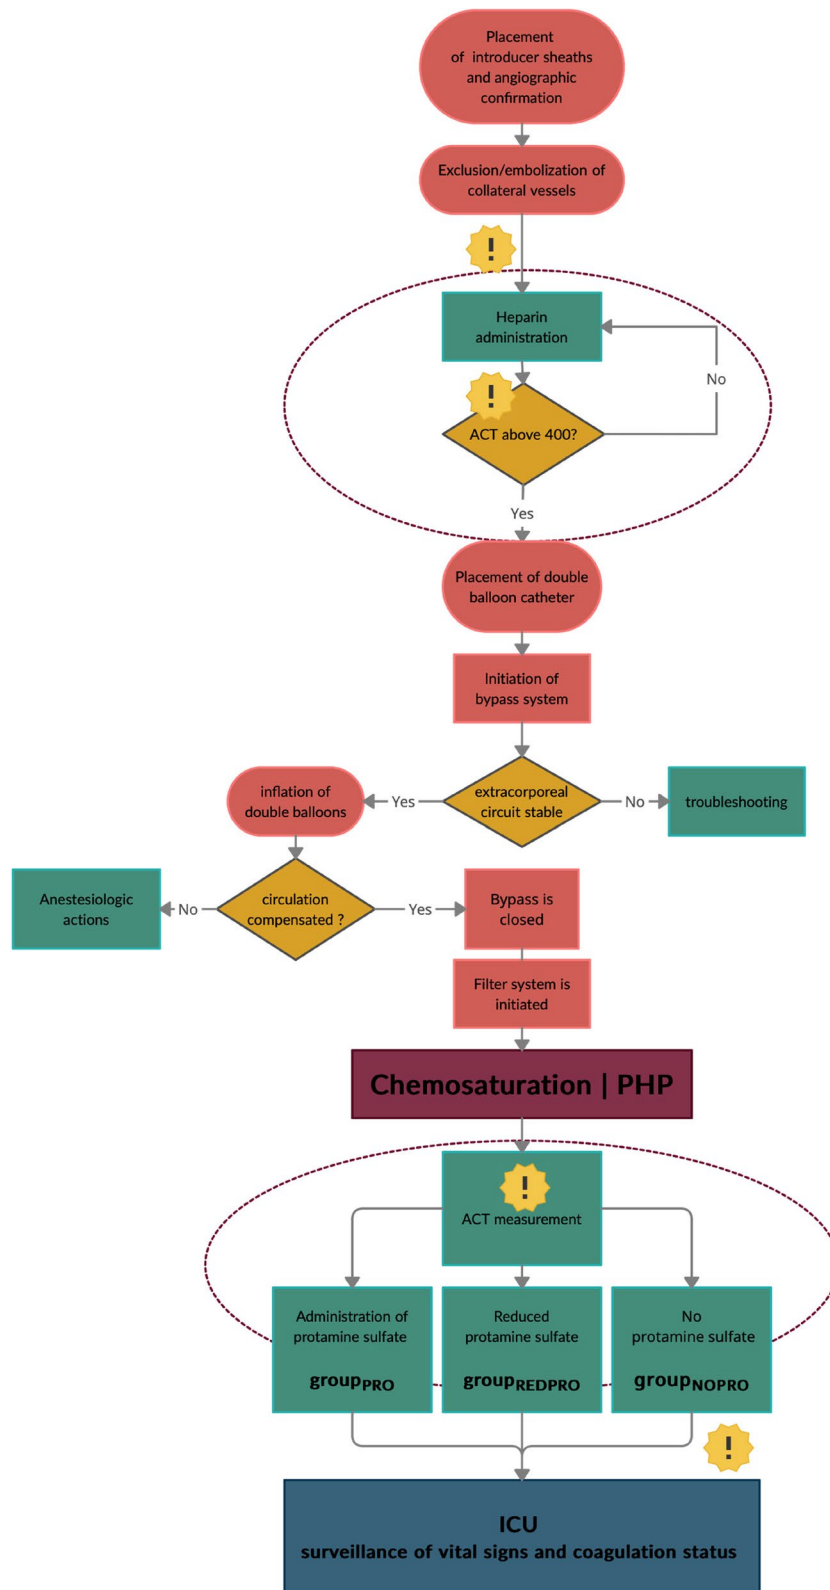 Placement
of introducer sheaths
and angiographic
confirmation
Exclusion/embolization of
collateral vessels
!
Heparin
administration
No
!
ACT above 400?
Yes
Placement of double
balloon catheter
Initiation of
bypass system
inflation of
double balloons
Yes
extracorporeal
circuit stable
No
troubleshooting
Anestesiologic
actions
No
circulation
compensated ?
Yes
Bypass is
closed
Filter system is
initiated
Chemosaturation | PHP
!
ACT measurement
Administration of
protamine sulfate
groupPRO
Reduced
protamine sulfate
groupREDPRO
No
protamine sulfate
groupNOPRO
!
ICU
surveillance of vital signs and coagulation status